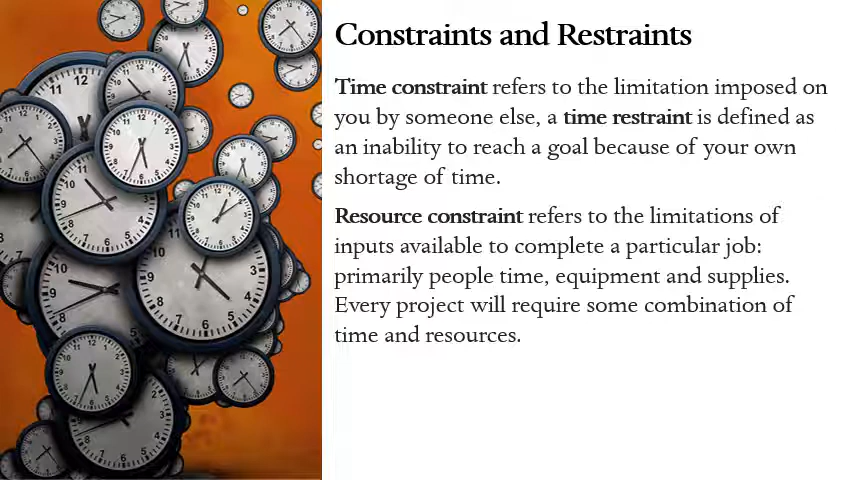 Constraints and Restraints
Time constraint refers to the limitation imposed on
you by someone else, a time restraint is defined as
an inability to reach a goal because of your own
shortage of time.
Resource constraint refers to the limitations of
inputs available to complete a particular job:
primarily people time, equipment and supplies.
Every project will require some combination of
time and resources.